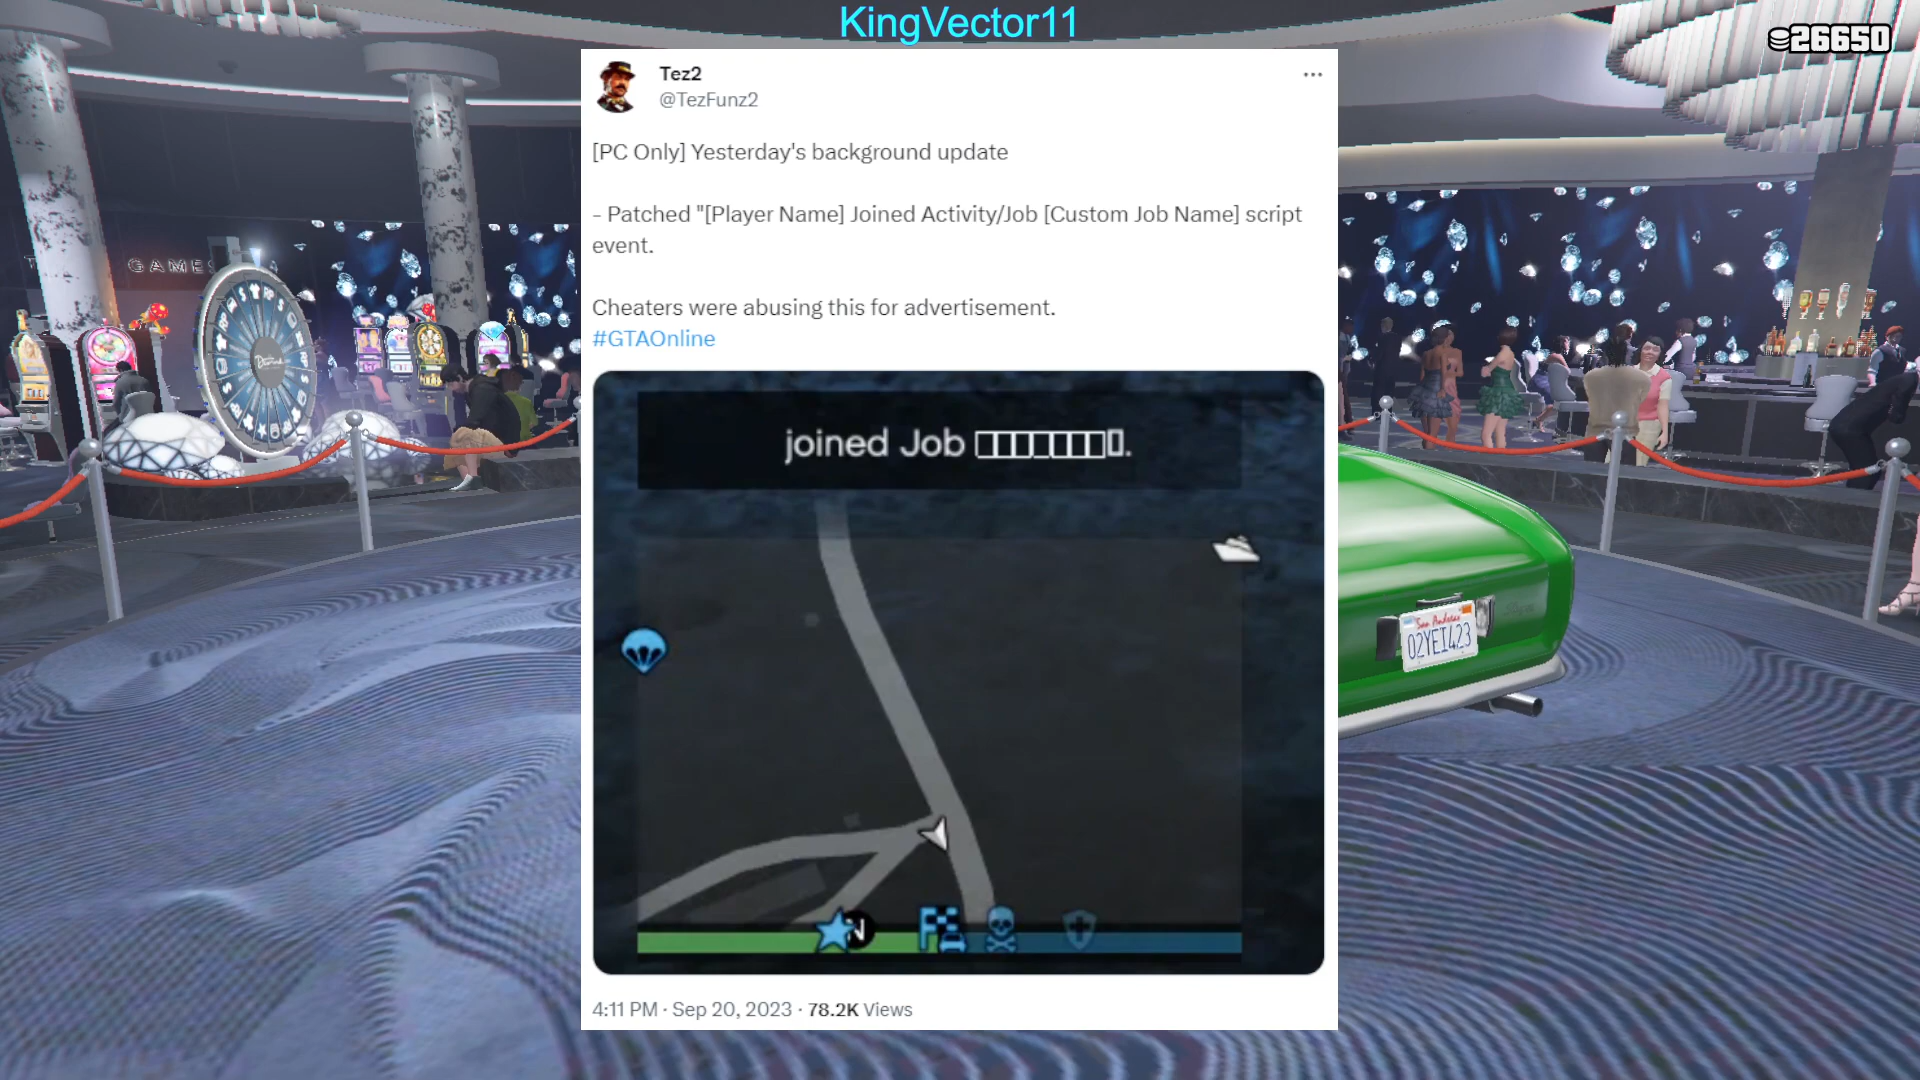 KingVector11
26650
Tez2
@TezFunz2
[PC Only] Yesterday's background update
- Patched "[Player Name] Joined Activity/Job [Custom Job Name] script
event.
Cheaters were abusing this for advertisement.
#GTAOnline
GAMES
joined Job □□□□□□□▯.
San Andreas
02YEI423
N
4:11 PM · Sep 20, 2023 · 78.2K Views